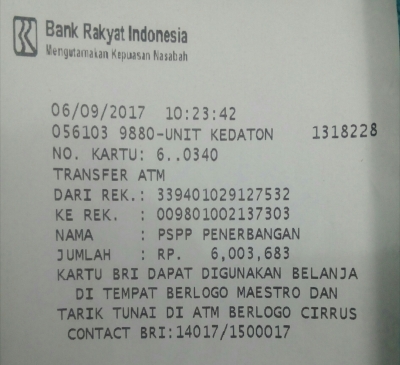 Bank Rakyat Indonesia
Mengutamakan Kepuasan Nasabah
06/09/2017 10:23:42
056103 9880-UNIT KEDATON 1318228
NO. KARTU: 6..0340
TRANSFER ATM
DARI REK.: 339401029127532
KE REK. : 009801002137303
NAMA : PSPP PENERBANGAN
JUMLAH : RP. 6,003,683
KARTU BRI DAPAT DIGUNAKAN BELANJA
DI TEMPAT BERLOGO MAESTRO DAN
TARIK TUNAI DI ATM BERLOGO CIRRUS
CONTACT BRI:14017/1500017